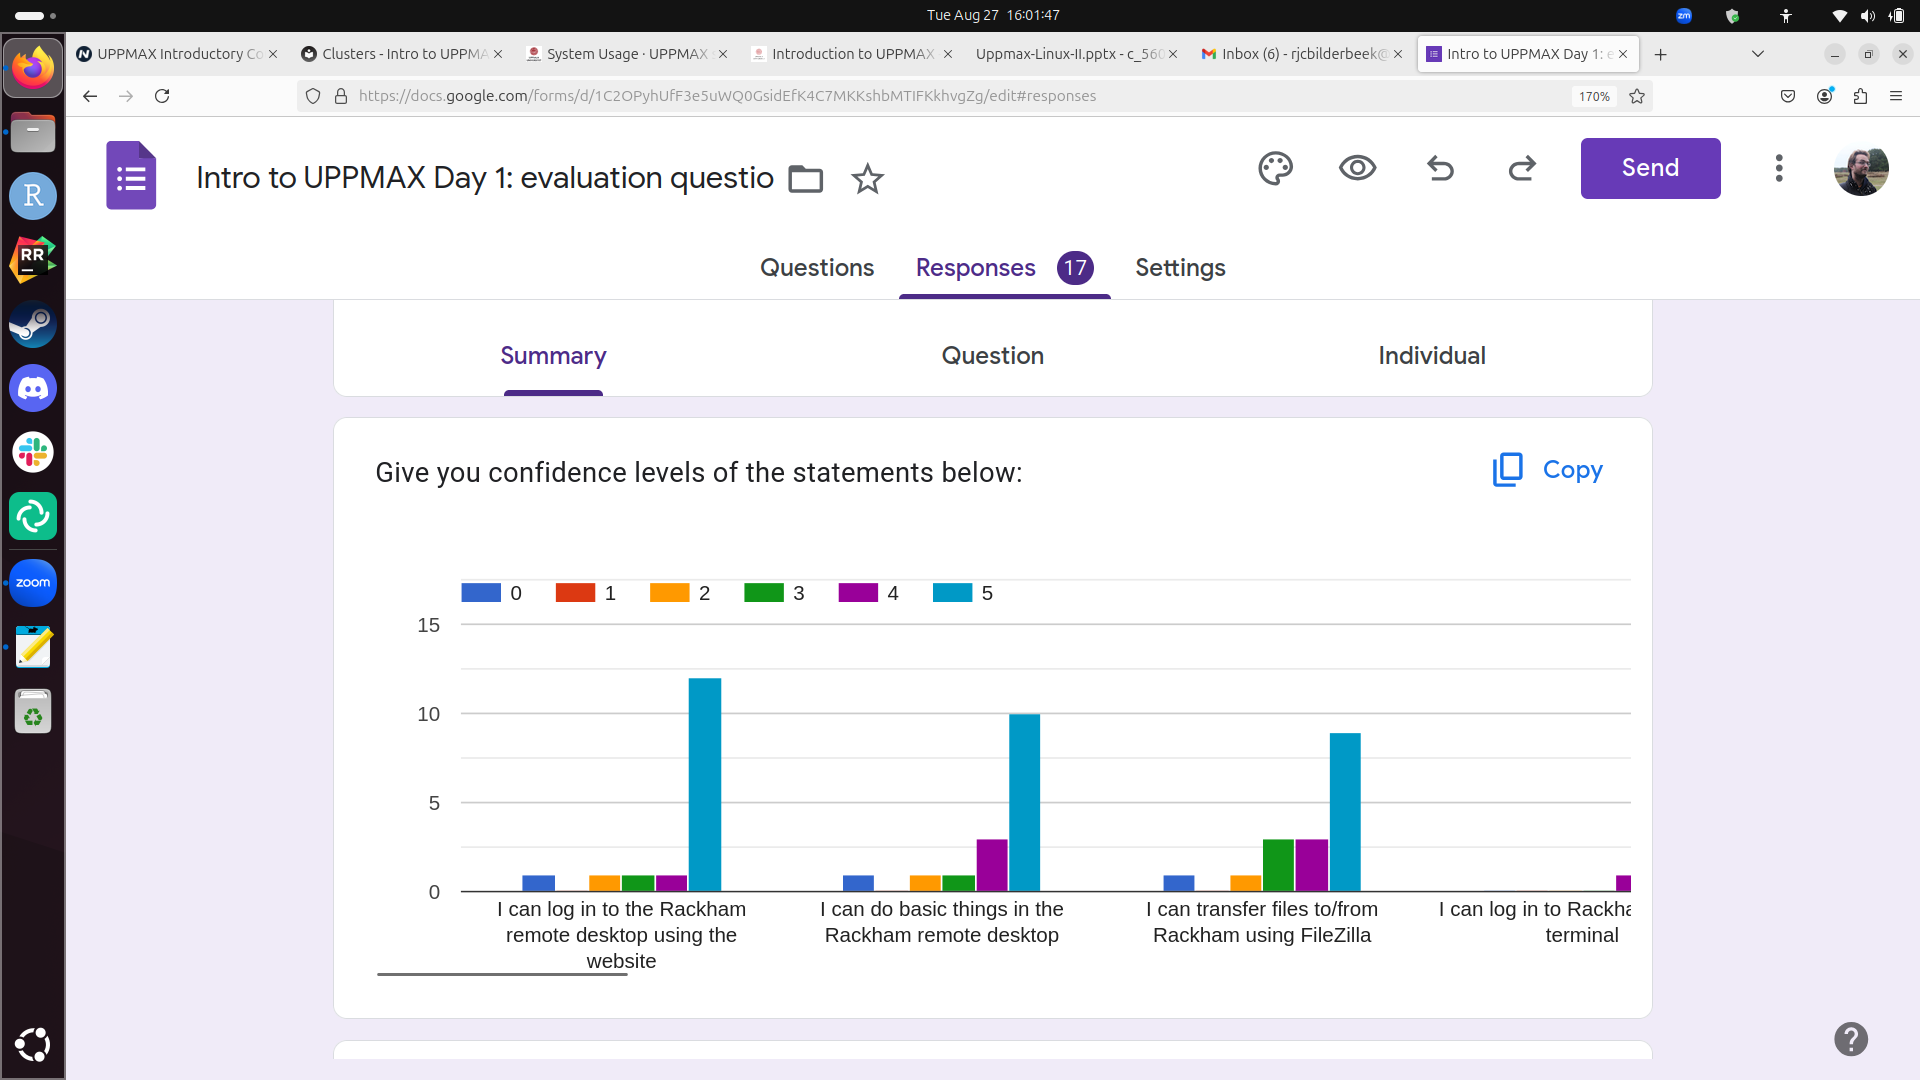 Tue Aug 27 16:01:47
zm
UPPMAX Introductory Co
Clusters - Intro to UPPMA
System Usage · UPPMAX s
Introduction to UPPMAX
Uppmax-Linux-II.pptx - c_560
Inbox (6) - rjcbilderbeek@
Intro to UPPMAX Day 1: e
https://docs.google.com/forms/d/1C2OPyhUfF3e5uWQ0GsidEfK4C7MKKshbMTIFKkhvgZg/edit#responses
170%
Intro to UPPMAX Day 1: evaluation questio
Send
Questions
Responses 17
Settings
Summary
Question
Individual
Give you confidence levels of the statements below:
Copy
0 1 2 3 4 5
15
10
5
0
I can log in to the Rackham
remote desktop using the
website
I can do basic things in the
Rackham remote desktop
I can transfer files to/from
Rackham using FileZilla
I can log in to Rackha
terminal
R
RR
zoom